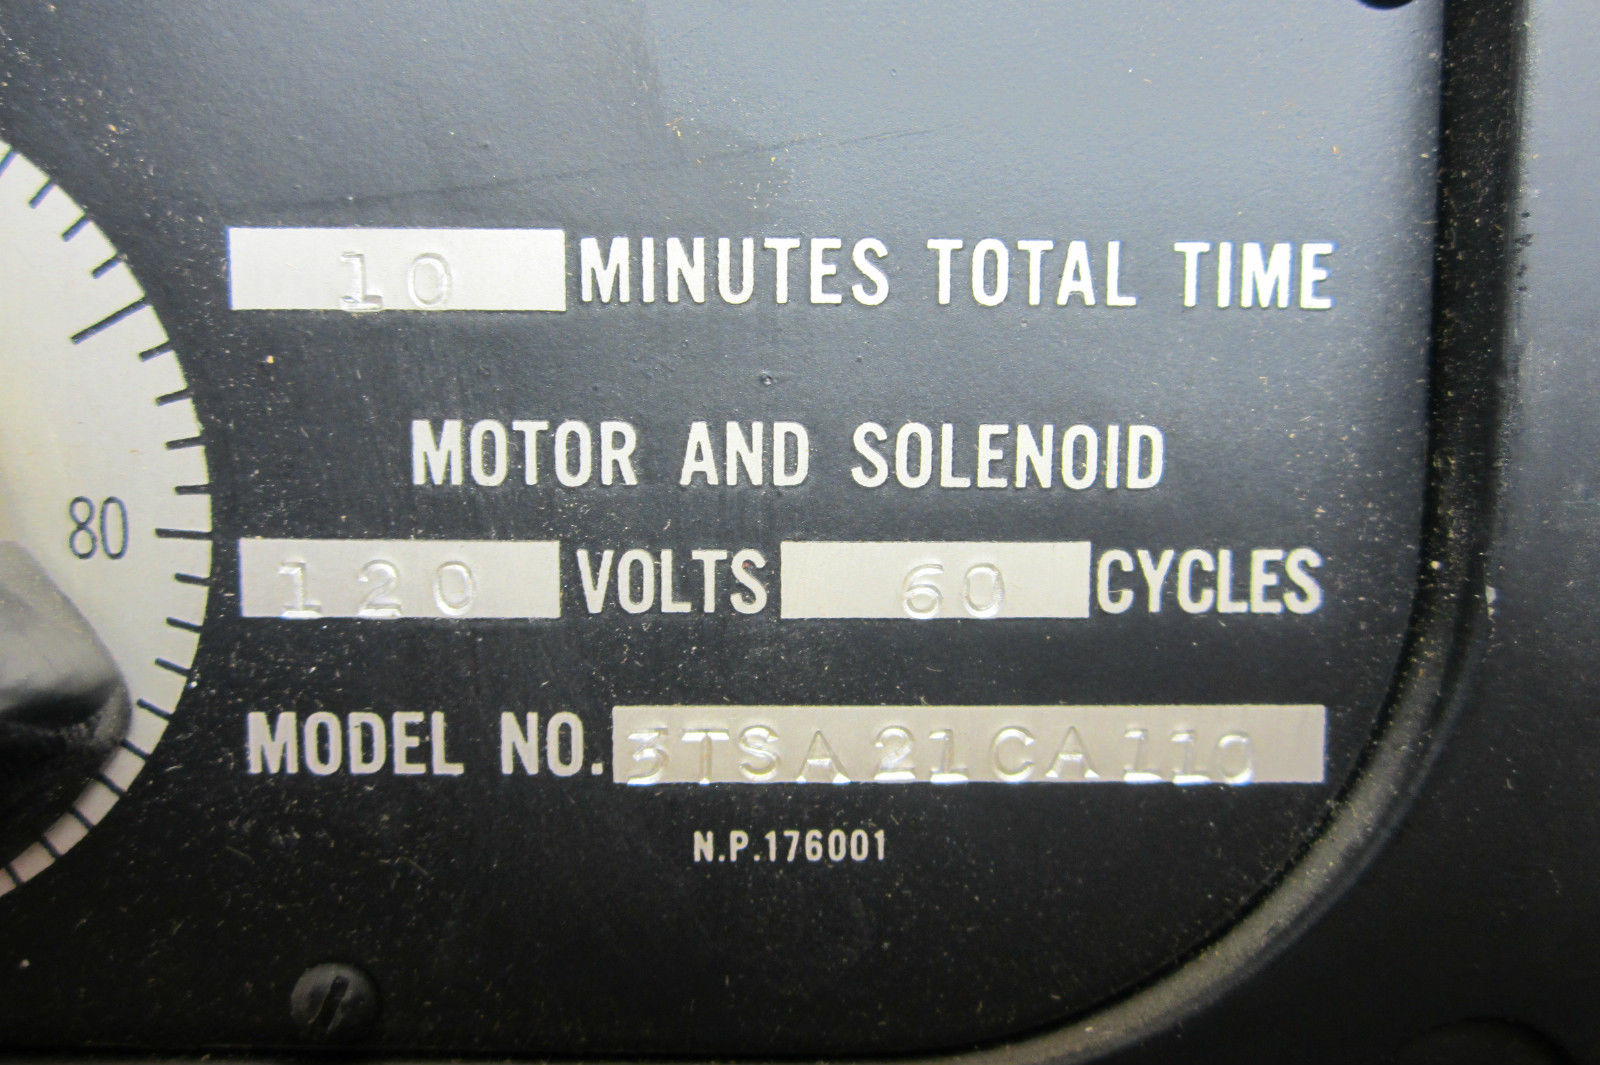 10 MINUTES TOTAL TIME
MOTOR AND SOLENOID
80
120 VOLTS 60 CYCLES
MODEL NO. 3TSA21CA110
N.P.176001